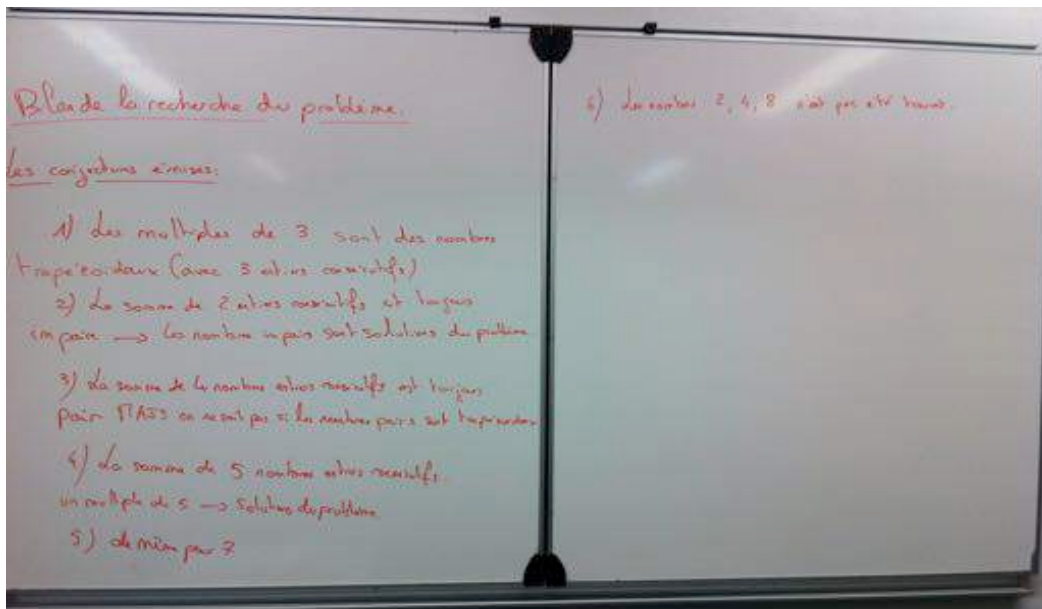 Bilan de la recherche du problème.
Les conjectures émises:
1) Les multiples de 3 sont des nombres
trapézoïdaux (avec 3 entiers consécutifs)
2) La somme de 2 entiers consécutifs est toujours
impaire → Les nombres impairs sont solutions du problème
3) La somme de 4 nombres entiers consécutifs est toujours
pair MAIS on ne sait pas si les nombres pairs sont trapézoïdaux
4) La somme de 5 nombres entiers consécutifs
un multiple de 5 → Solutions du problème
5) de même pour 7
6) Les nombres 2, 4, 8 n'ont pas été trouvés.